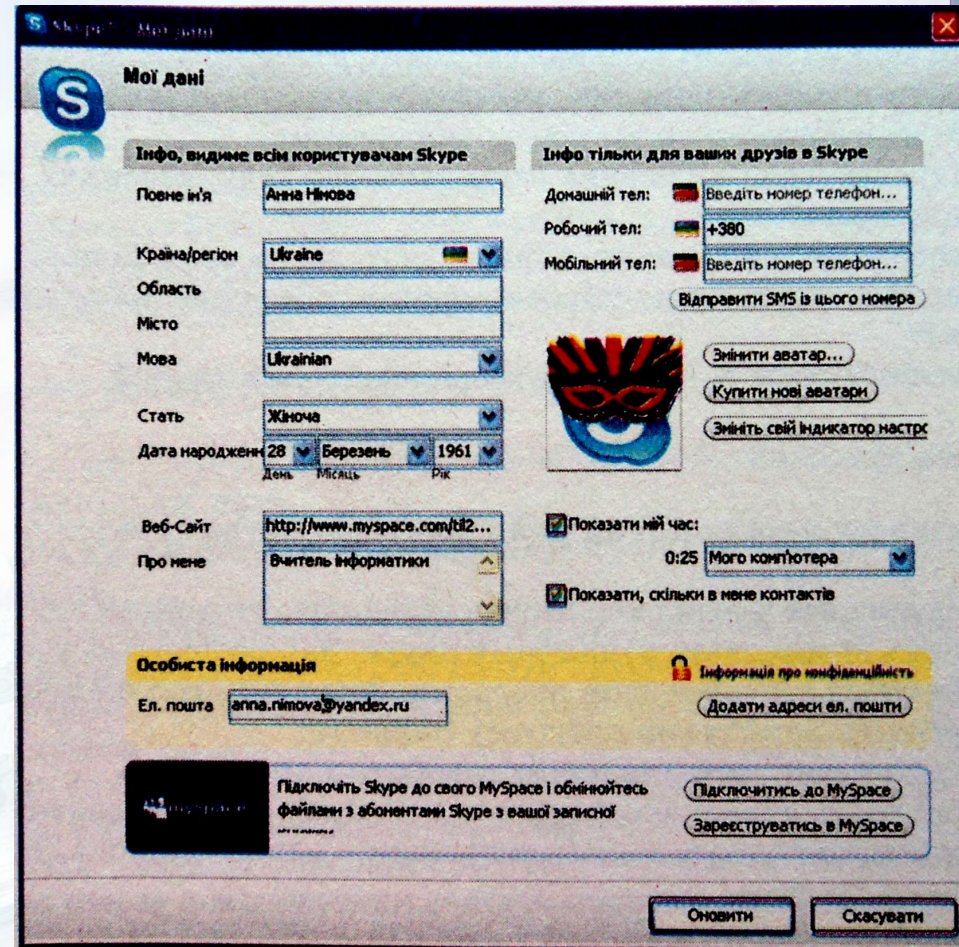 Skype™ - Мої дані
Мої дані
Інфо, видиме всім користувачам Skype
Повне ім'я Анна Німова
Країна/регіон Ukraine
Область
Місто
Мова Ukrainian
Стать Жіноча
Дата народженн 28 Березень 1961
День Місяць Рік
Веб-Сайт http://www.myspace.com/til2...
Про мене Вчитель інформатики
Інфо тільки для ваших друзів в Skype
Домашній тел: Введіть номер телефон...
Робочий тел: +380
Мобільний тел: Введіть номер телефон...
Відправити SMS із цього номера
Змінити аватар...
Купити нові аватари
Змініть свій індикатор настро
Показати мій час:
0:25 Мого комп'ютера
Показати, скільки в мене контактів
Особиста інформація
Інформація про конфіденційність
Ел. пошта anna.nimova@yandex.ru
Додати адреси ел. пошти
myspace
Підключіть Skype до свого MySpace і обмінюйтесь
файлами з абонентами Skype з вашої записної
Підключитись до MySpace
Зареєструватись в MySpace
Оновити Скасувати